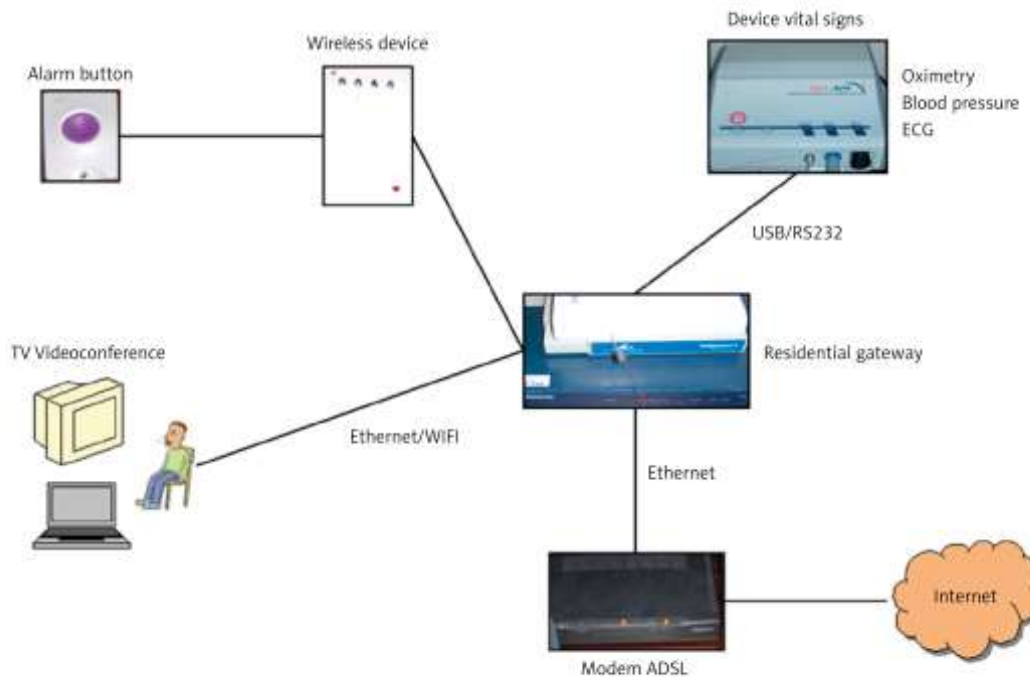 Device vital signs
Wireless device
Alarm button
Oximetry
Blood pressure
ECG
USB/RS232
TV Videoconference
Residential gateway
Ethernet/WIFI
Ethernet
Internet
Modem ADSL